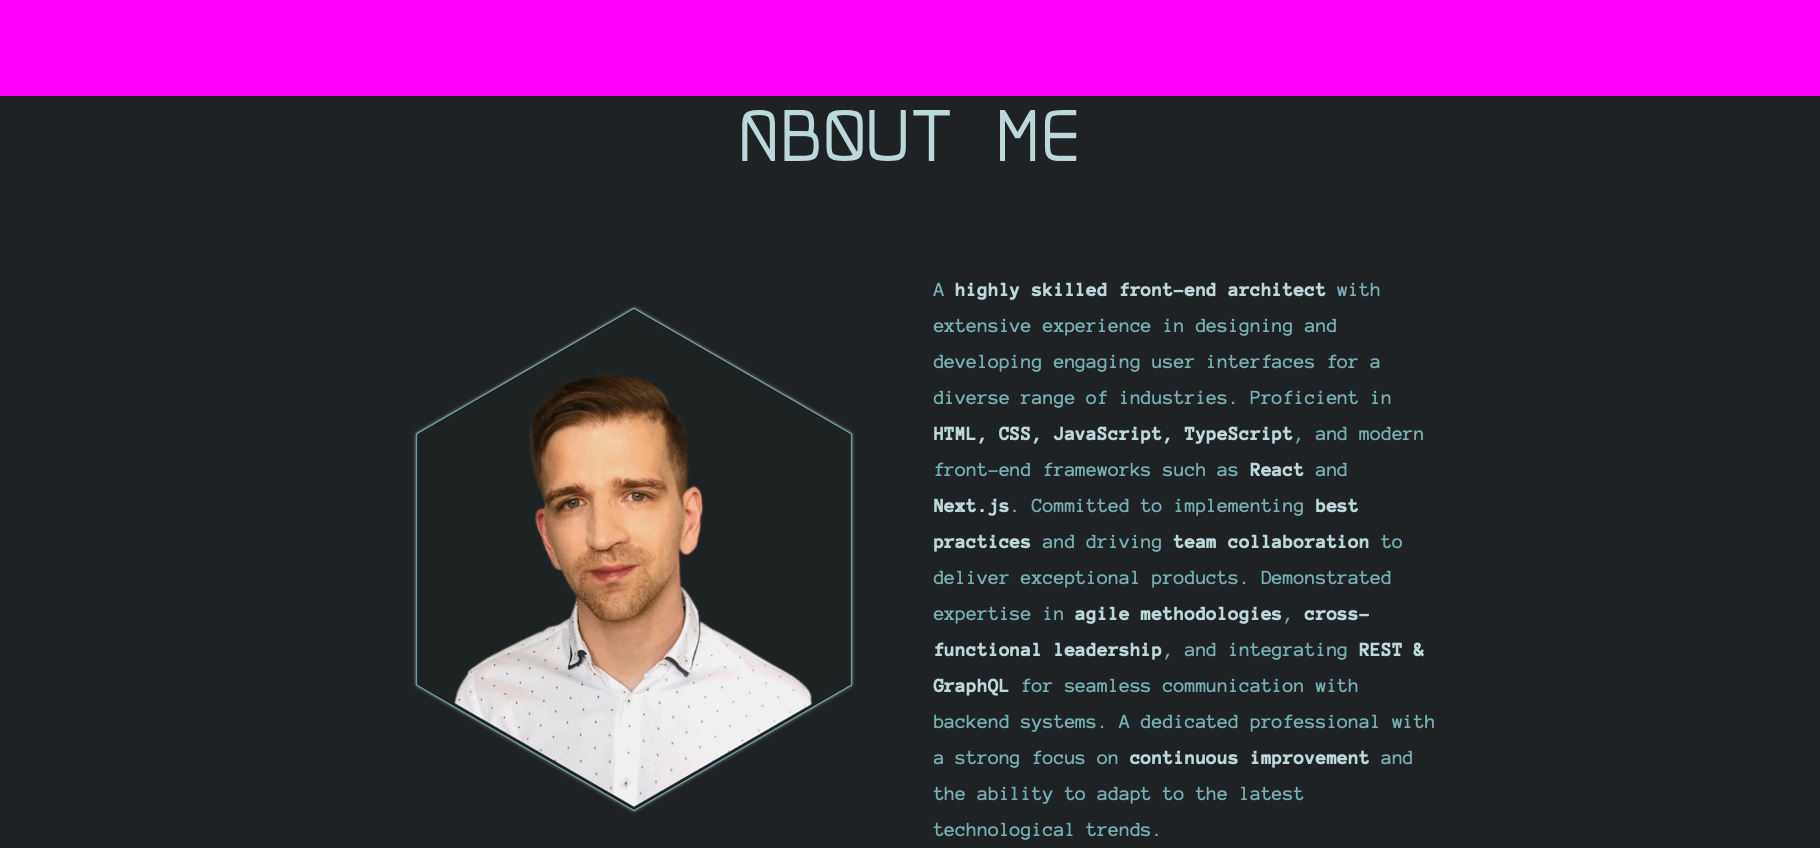 ABOUT ME
A highly skilled front-end architect with
extensive experience in designing and
developing engaging user interfaces for a
diverse range of industries. Proficient in
HTML, CSS, JavaScript, TypeScript, and modern
front-end frameworks such as React and
Next.js. Committed to implementing best
practices and driving team collaboration to
deliver exceptional products. Demonstrated
expertise in agile methodologies, cross-
functional leadership, and integrating REST &
GraphQL for seamless communication with
backend systems. A dedicated professional with
a strong focus on continuous improvement and
the ability to adapt to the latest
technological trends.